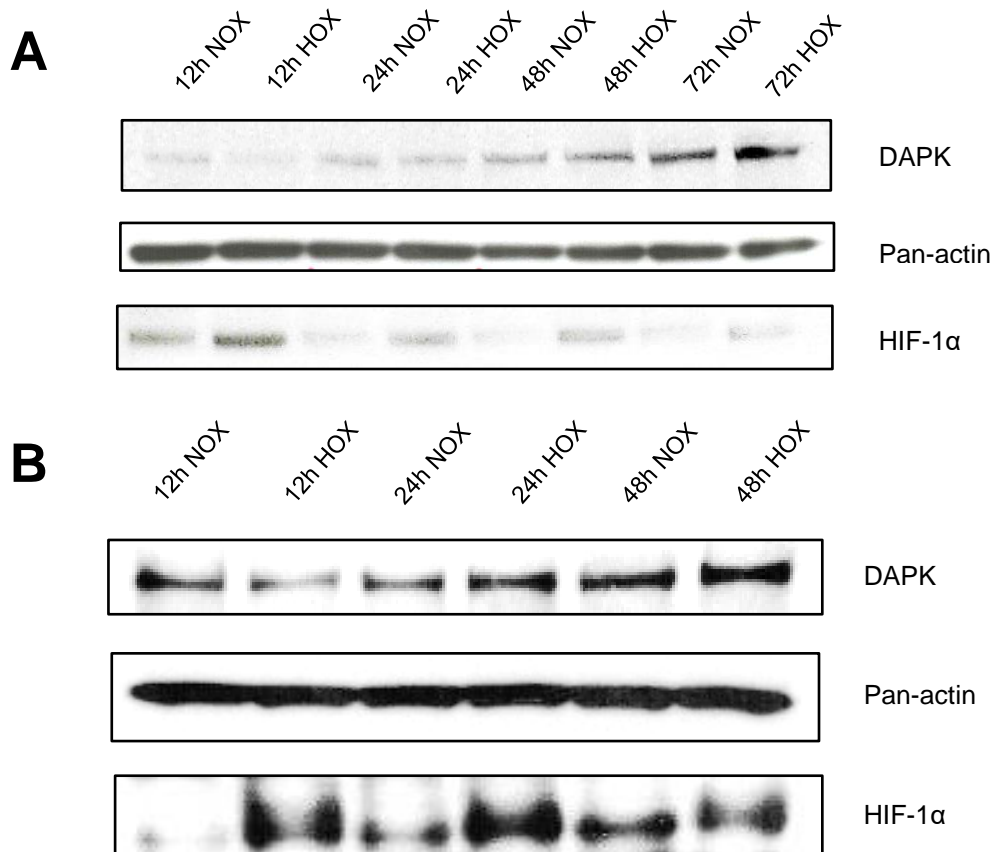 A
12h NOX 12h HOX 24h NOX 24h HOX 48h NOX 48h HOX 72h NOX 72h HOX
DAPK
Pan-actin
HIF-1α
B
12h NOX 12h HOX 24h NOX 24h HOX 48h NOX 48h HOX
DAPK
Pan-actin
HIF-1α